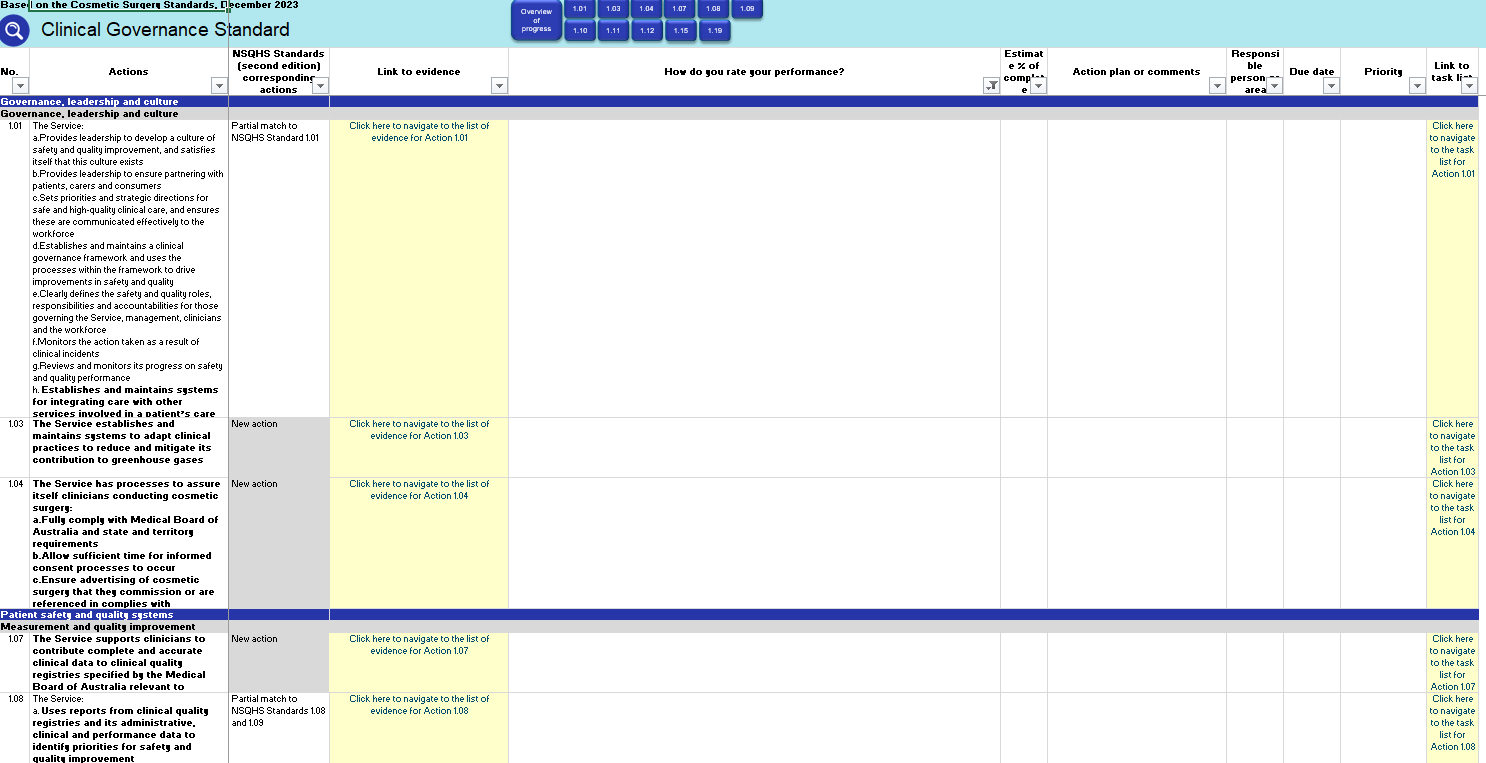 Based on the Cosmetic Surgery Standards, December 2023
Clinical Governance Standard
Overview
of
progress
1.01
1.03
1.04
1.07
1.08
1.09
1.10
1.11
1.12
1.15
1.19
No.
Actions
NSQHS Standards
(second edition)
corresponding
actions
Link to evidence
How do you rate your performance?
Estimat
e % of
complet
e
Action plan or comments
Responsi
ble
person or
area
Due date
Priority
Link to
task list
Governance, leadership and culture
Governance, leadership and culture
1.01
The Service:
a.Provides leadership to develop a culture of
safety and quality improvement, and satisfies
itself that this culture exists
b.Provides leadership to ensure partnering with
patients, carers and consumers
c.Sets priorities and strategic directions for
safe and high-quality clinical care, and ensures
these are communicated effectively to the
workforce
d.Establishes and maintains a clinical
governance framework and uses the
processes within the framework to drive
improvements in safety and quality
e.Clearly defines the safety and quality roles,
responsibilities and accountabilities for those
governing the Service, management, clinicians
and the workforce
f.Monitors the action taken as a result of
clinical incidents
g.Reviews and monitors its progress on safety
and quality performance
h. Establishes and maintains systems
for integrating care with other
services involved in a patient's care
Partial match to
NSQHS Standard 1.01
Click here to navigate to the list of
evidence for Action 1.01
Click here
to navigate
to the task
list for
Action 1.01
1.03
The Service establishes and
maintains systems to adapt clinical
practices to reduce and mitigate its
contribution to greenhouse gases
New action
Click here to navigate to the list of
evidence for Action 1.03
Click here
to navigate
to the task
list for
Action 1.03
1.04
The Service has processes to assure
itself clinicians conducting cosmetic
surgery:
a.Fully comply with Medical Board of
Australia and state and territory
requirements
b.Allow sufficient time for informed
consent processes to occur
c.Ensure advertising of cosmetic
surgery that they commission or are
referenced in complies with
New action
Click here to navigate to the list of
evidence for Action 1.04
Click here
to navigate
to the task
list for
Action 1.04
Patient safety and quality systems
Measurement and quality improvement
1.07
The Service supports clinicians to
contribute complete and accurate
clinical data to clinical quality
registries specified by the Medical
Board of Australia relevant to
New action
Click here to navigate to the list of
evidence for Action 1.07
Click here
to navigate
to the task
list for
Action 1.07
1.08
The Service:
a. Uses reports from clinical quality
registries and its administrative,
clinical and performance data to
identify priorities for safety and
quality improvement
Partial match to
NSQHS Standards 1.08
and 1.09
Click here to navigate to the list of
evidence for Action 1.08
Click here
to navigate
to the task
list for
Action 1.08